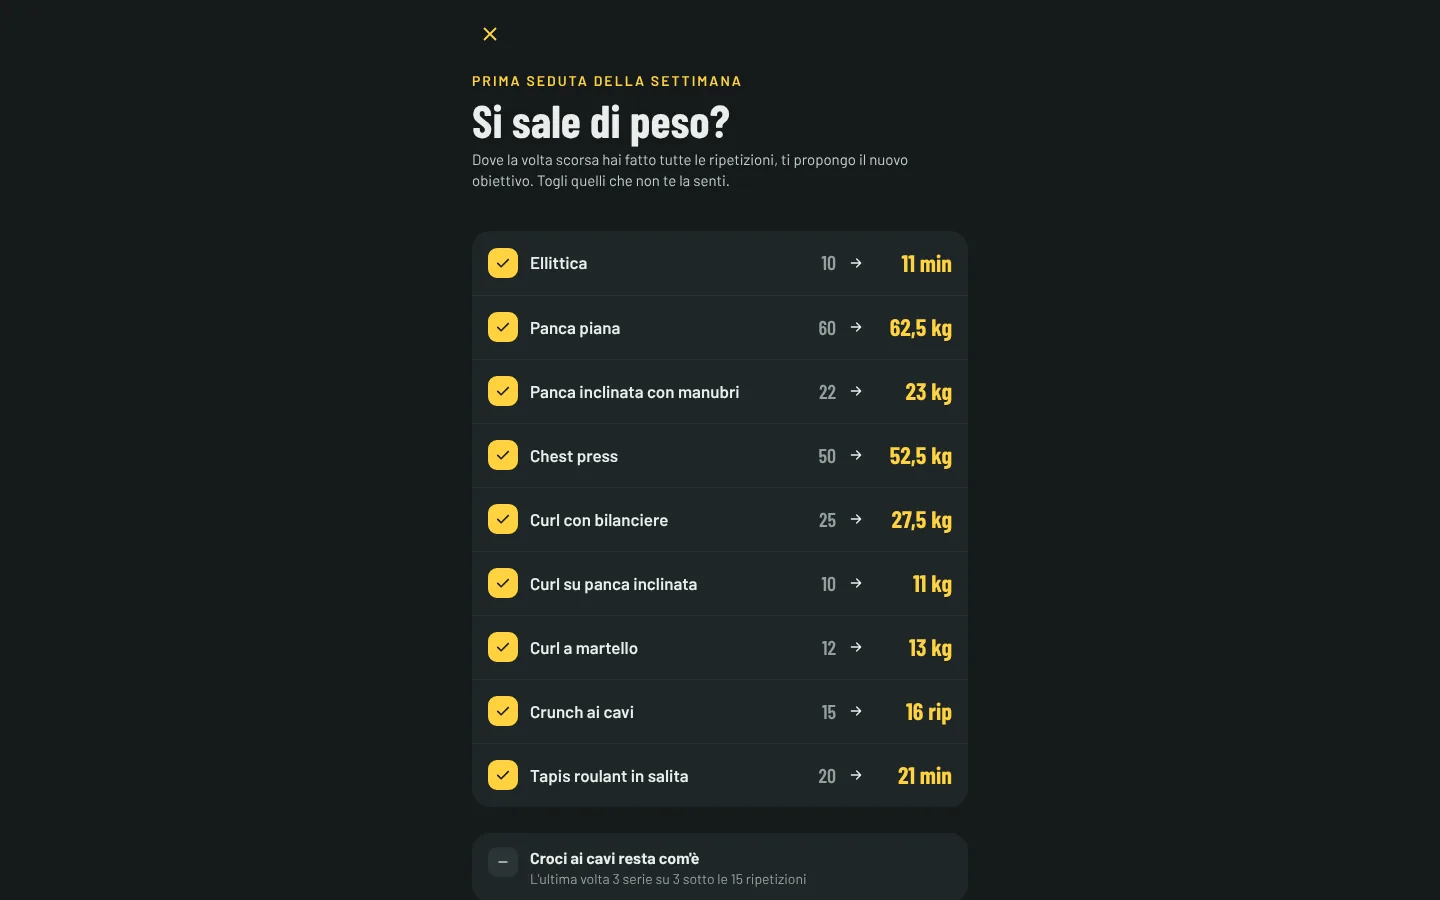 PRIMA SEDUTA DELLA SETTIMANA
Si sale di peso?
Dove la volta scorsa hai fatto tutte le ripetizioni, ti propongo il nuovo
obiettivo. Togli quelli che non te la senti.
Ellittica 10 → 11 min
Panca piana 60 → 62,5 kg
Panca inclinata con manubri 22 → 23 kg
Chest press 50 → 52,5 kg
Curl con bilanciere 25 → 27,5 kg
Curl su panca inclinata 10 → 11 kg
Curl a martello 12 → 13 kg
Crunch ai cavi 15 → 16 rip
Tapis roulant in salita 20 → 21 min
Croci ai cavi resta com'è
L'ultima volta 3 serie su 3 sotto le 15 ripetizioni